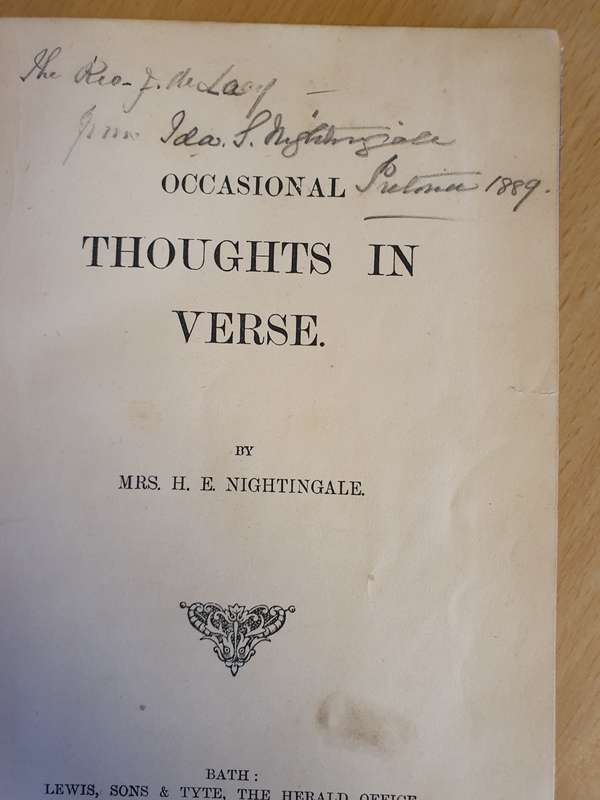 The Rev. J. de Lacy —
from Ida. S. Nightingale
Pretoria 1889.
OCCASIONAL
THOUGHTS IN
VERSE.
BY
MRS. H. E. NIGHTINGALE.
BATH:
LEWIS, SONS & TYTE, THE HERALD OFFICE